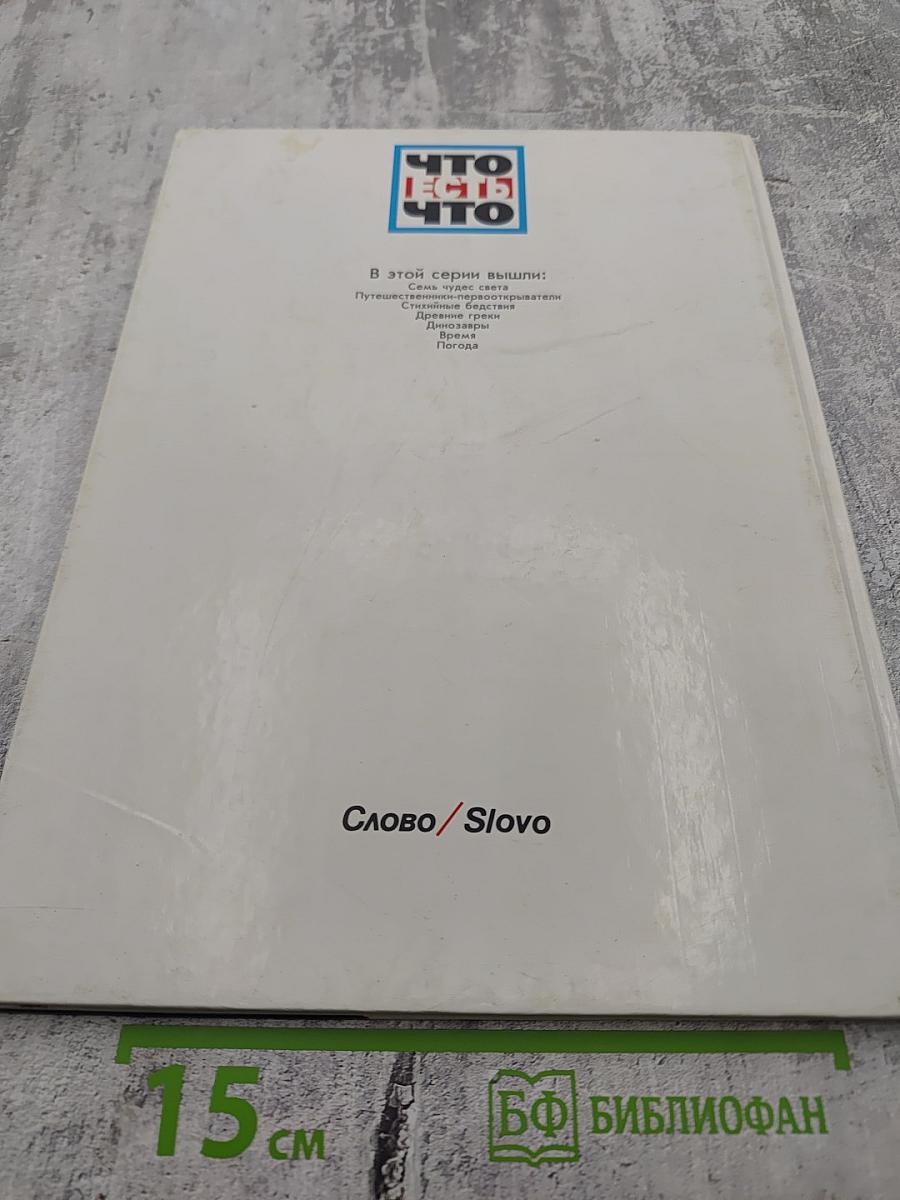 ЧТО
ЕСТЬ
ЧТО
В этой серии вышли:
Семь чудес света
Путешественники-первооткрыватели
Стихийные бедствия
Древние греки
Динозавры
Время
Погода
Слово/Slovo
15 см
БФ БИБЛИОФАН